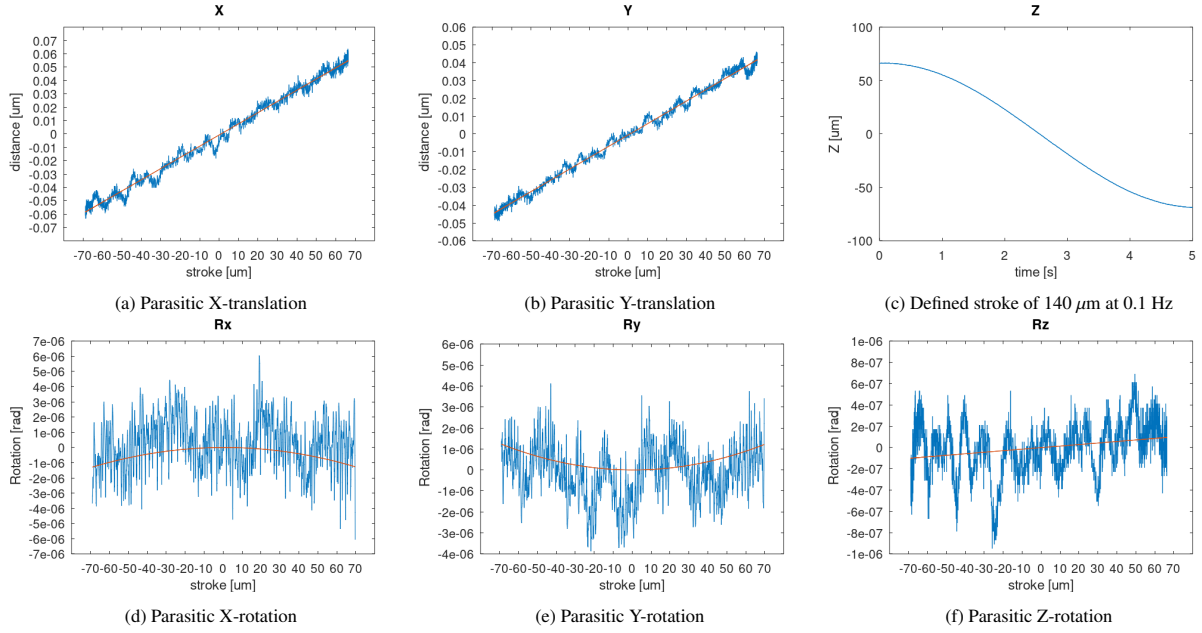 X
distance [um]
0.07
0.06
0.05
0.04
0.03
0.02
0.01
0
-0.01
-0.02
-0.03
-0.04
-0.05
-0.06
-0.07
-70-60-50-40-30-20-10 0 10 20 30 40 50 60 70
stroke [um]
(a) Parasitic X-translation
Y
distance [um]
0.06
0.04
0.03
0.02
0.01
0
-0.01
-0.02
-0.03
-0.04
-0.06
-70-60-50-40-30-20-10 0 10 20 30 40 50 60 70
stroke [um]
(b) Parasitic Y-translation
Z
Z [um]
100
50
0
-50
-100
0 1 2 3 4 5
time [s]
(c) Defined stroke of 140 μm at 0.1 Hz
Rx
Rotation [rad]
7e-06
6e-06
5e-06
4e-06
3e-06
2e-06
1e-06
0
-1e-06
-2e-06
-3e-06
-4e-06
-5e-06
-6e-06
-7e-06
-70-60-50-40-30-20-10 0 10 20 30 40 50 60 70
stroke [um]
(d) Parasitic X-rotation
Ry
Rotation [rad]
6e-06
4e-06
3e-06
2e-06
1e-06
0
-1e-06
-2e-06
-3e-06
-4e-06
-70-60-50-40-30-20-10 0 10 20 30 40 50 60 70
stroke [um]
(e) Parasitic Y-rotation
Rz
Rotation [rad]
1e-06
8e-07
6e-07
4e-07
2e-07
0
-2e-07
-4e-07
-6e-07
-8e-07
-1e-06
-70-60-50-40-30-20-10 0 10 20 30 40 50 60 70
stroke [um]
(f) Parasitic Z-rotation